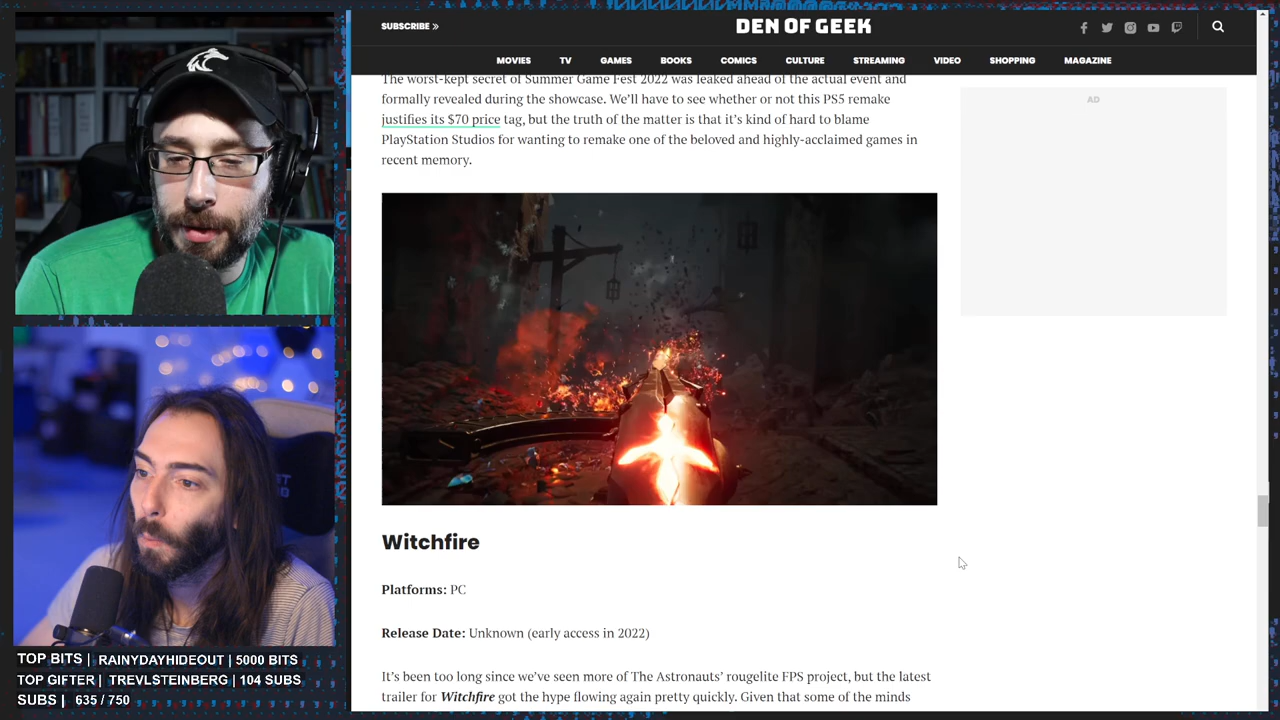 SUBSCRIBE »
DEN OF GEEK
MOVIES TV GAMES BOOKS COMICS CULTURE STREAMING VIDEO SHOPPING MAGAZINE
The worst-kept secret of Summer Game Fest 2022 was leaked ahead of the actual event and
formally revealed during the showcase. We'll have to see whether or not this PS5 remake
justifies its $70 price tag, but the truth of the matter is that it's kind of hard to blame
PlayStation Studios for wanting to remake one of the beloved and highly-acclaimed games in
recent memory.
AD
Witchfire
Platforms: PC
Release Date: Unknown (early access in 2022)
It's been too long since we've seen more of The Astronauts' rougelite FPS project, but the latest
trailer for Witchfire got the hype flowing again pretty quickly. Given that some of the minds
TOP BITS | RAINYDAYHIDEOUT | 5000 BITS
TOP GIFTER | TREVLSTEINBERG | 104 SUBS
SUBS | 635 / 750